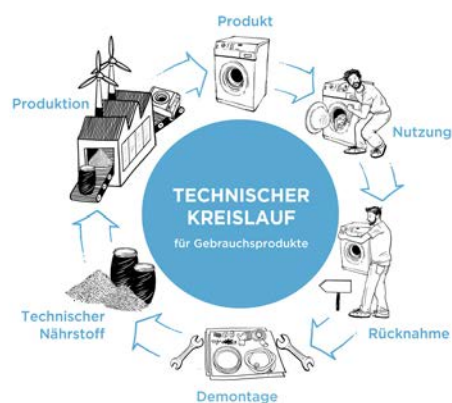 Produkt
Produktion
Nutzung
TECHNISCHER
KREISLAUF
für Gebrauchsprodukte
Technischer
Nährstoff
Rücknahme
Demontage